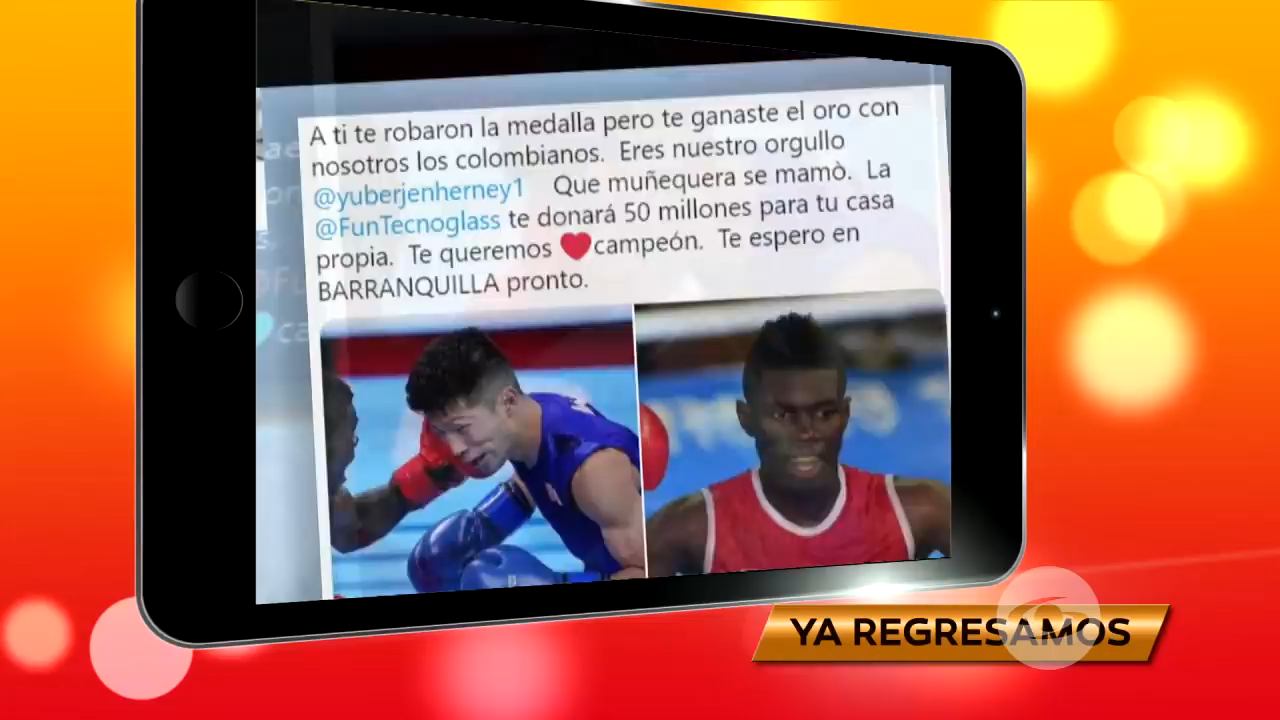 A ti te robaron la medalla pero te ganaste el oro con
nosotros los colombianos. Eres nuestro orgullo
@yuberjenherney1 Que muñequera se mamò. La
@FunTecnoglass te donará 50 millones para tu casa
propia. Te queremos ❤️campeón. Te espero en
BARRANQUILLA pronto.
YA REGRESAMOS